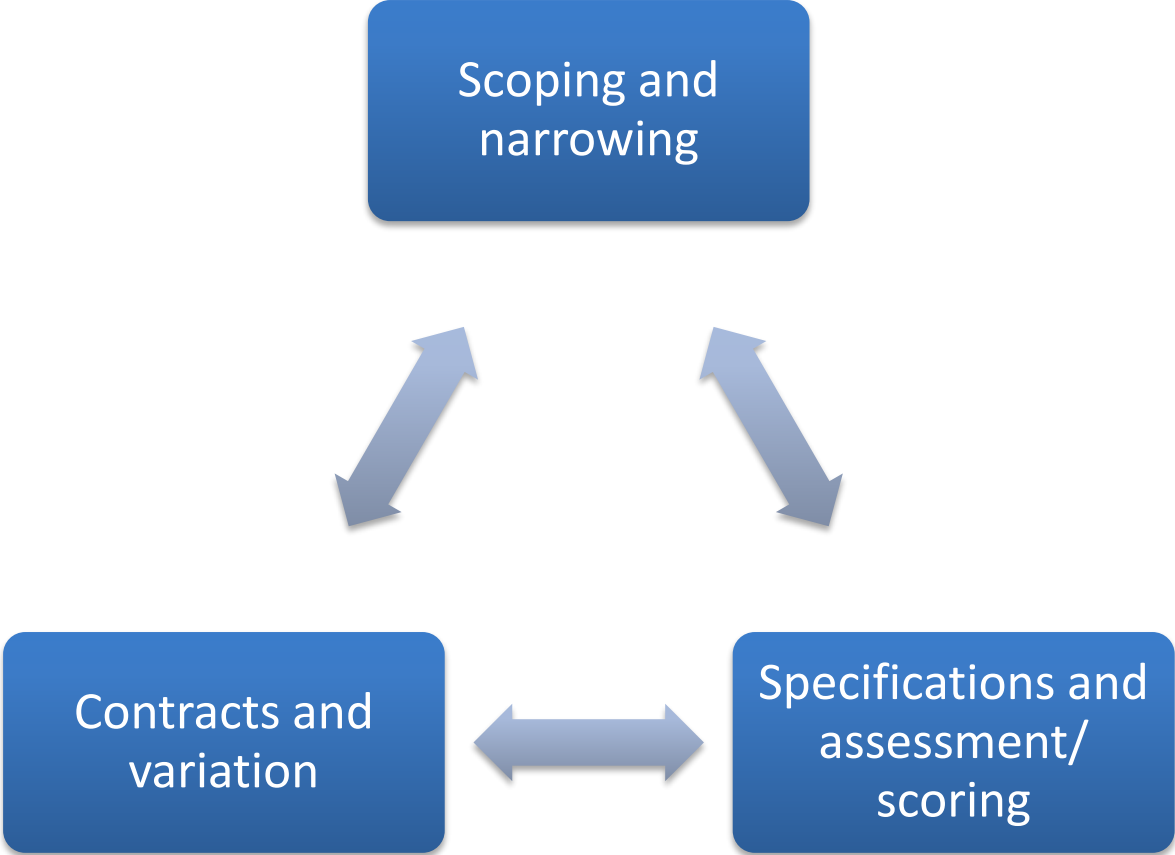 Scoping and
narrowing
Contracts and
variation
Specifications and
assessment/
scoring